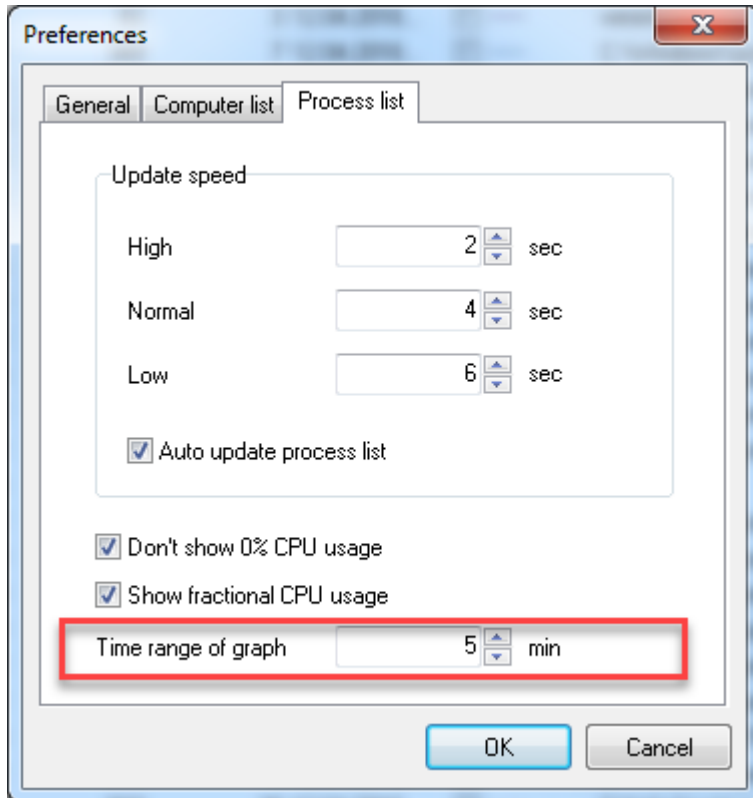 Preferences
General Computer list Process list
Update speed
High 2 sec
Normal 4 sec
Low 6 sec
Auto update process list
Don't show 0% CPU usage
Show fractional CPU usage
Time range of graph 5 min
OK Cancel